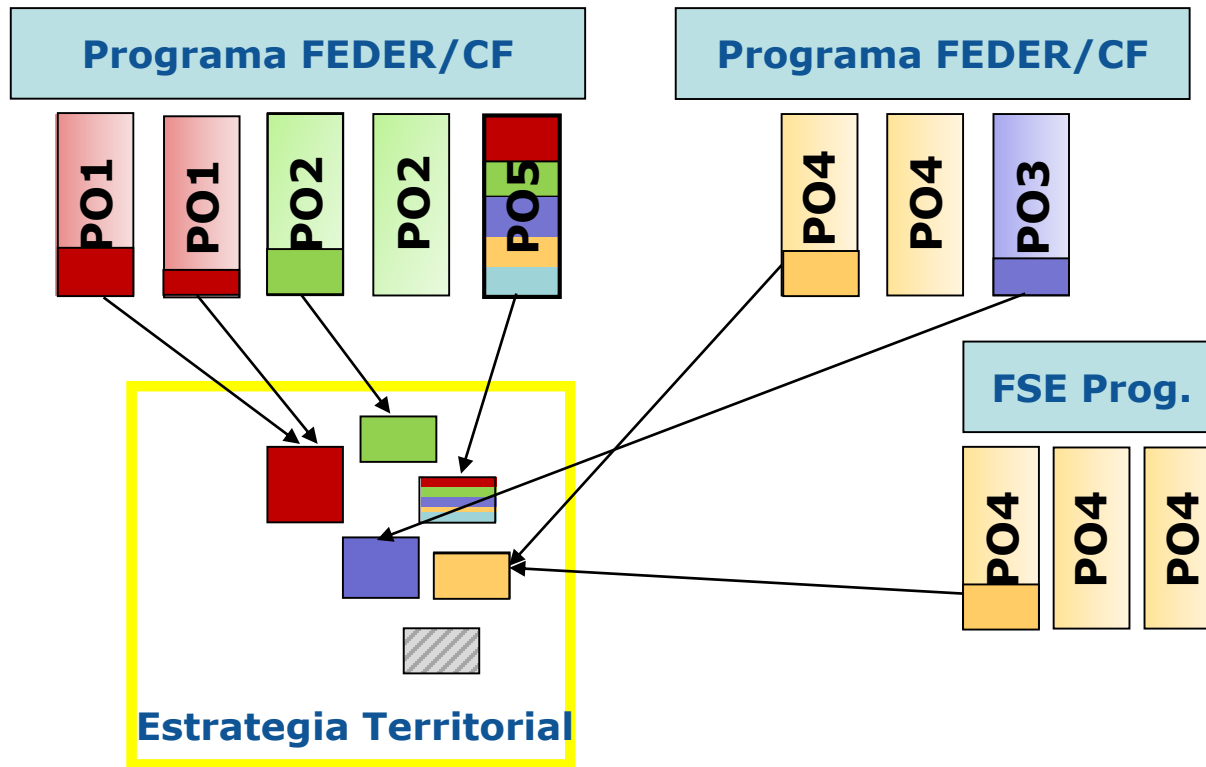 Programa FEDER/CF
Programa FEDER/CF
PO1
PO1
PO2
PO2
PO5
PO4
PO4
PO3
FSE Prog.
PO4
PO4
PO4
Estrategia Territorial